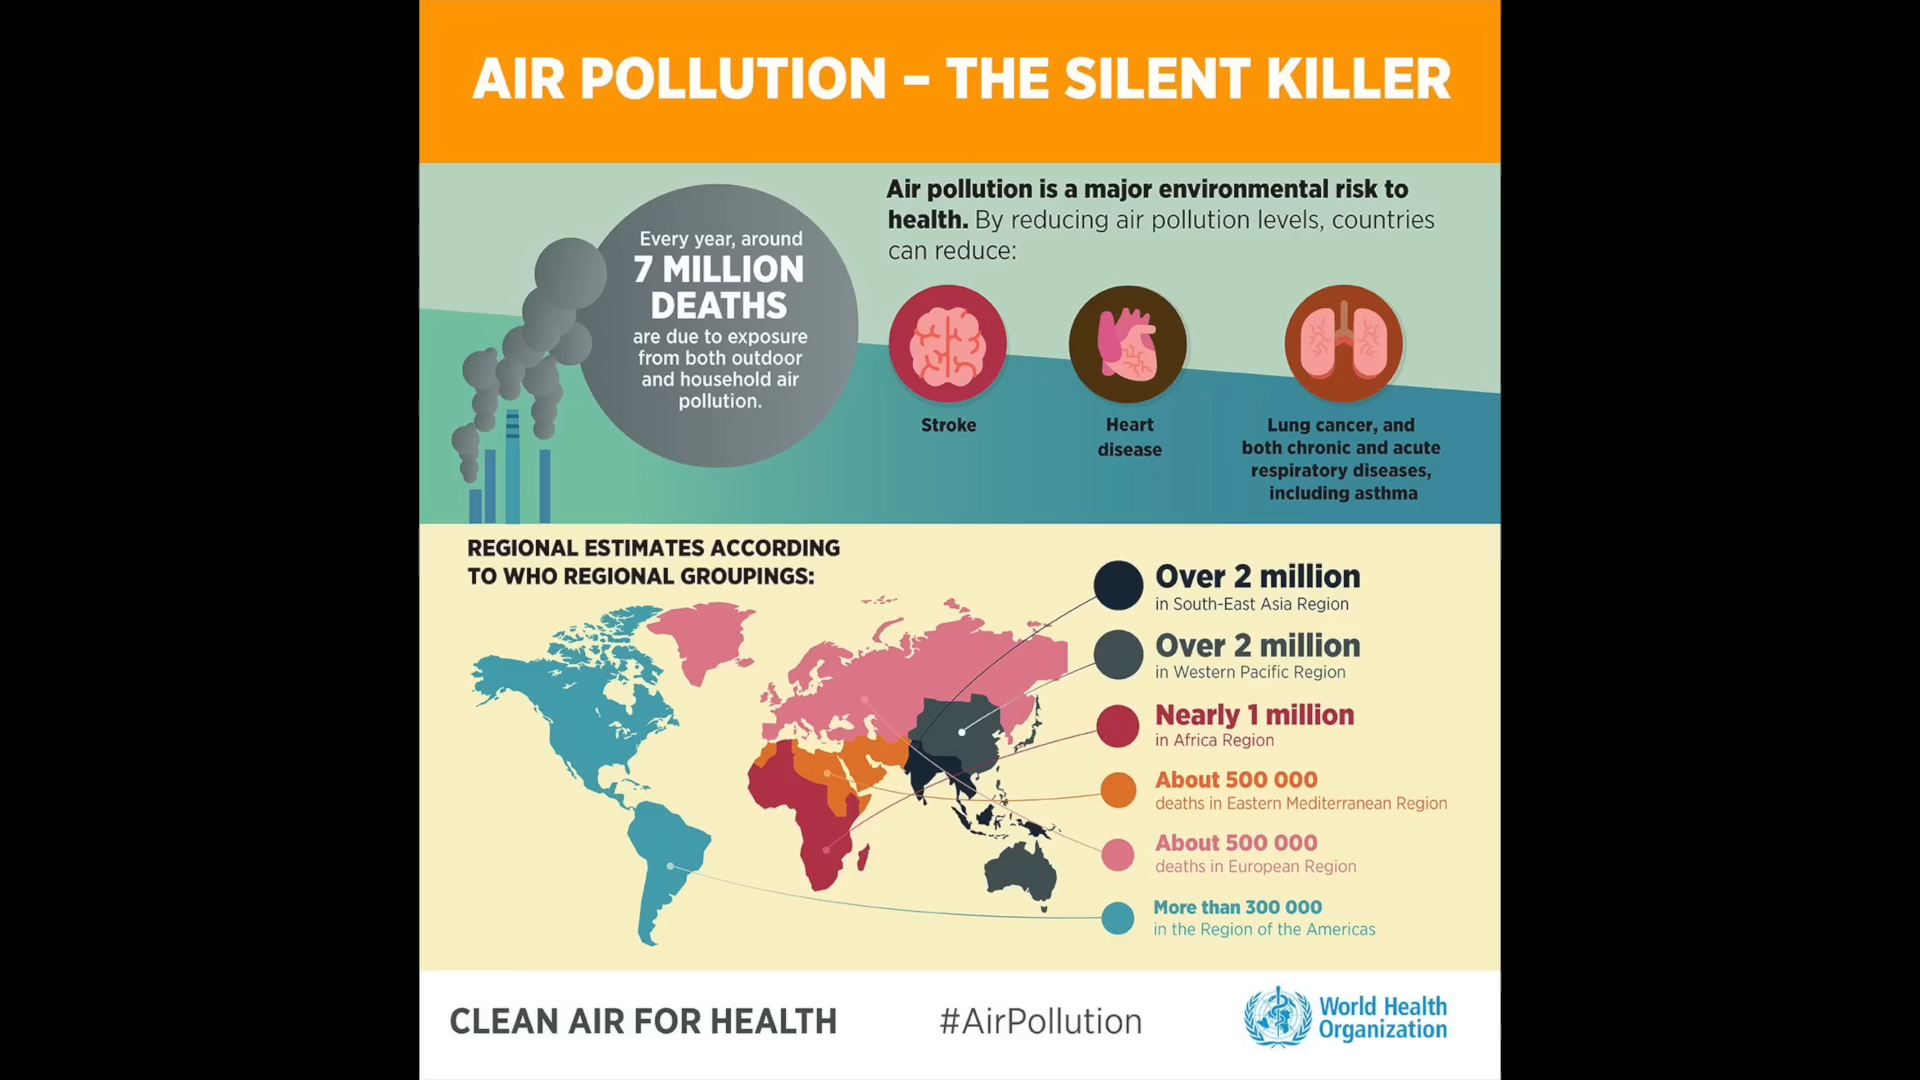 AIR POLLUTION – THE SILENT KILLER
Every year, around
7 MILLION
DEATHS
are due to exposure
from both outdoor
and household air
pollution.
Air pollution is a major environmental risk to
health. By reducing air pollution levels, countries
can reduce:
Stroke
Heart
disease
Lung cancer, and
both chronic and acute
respiratory diseases,
including asthma
REGIONAL ESTIMATES ACCORDING
TO WHO REGIONAL GROUPINGS:
Over 2 million
in South-East Asia Region
Over 2 million
in Western Pacific Region
Nearly 1 million
in Africa Region
About 500 000
deaths in Eastern Mediterranean Region
About 500 000
deaths in European Region
More than 300 000
in the Region of the Americas
CLEAN AIR FOR HEALTH
#AirPollution
World Health
Organization